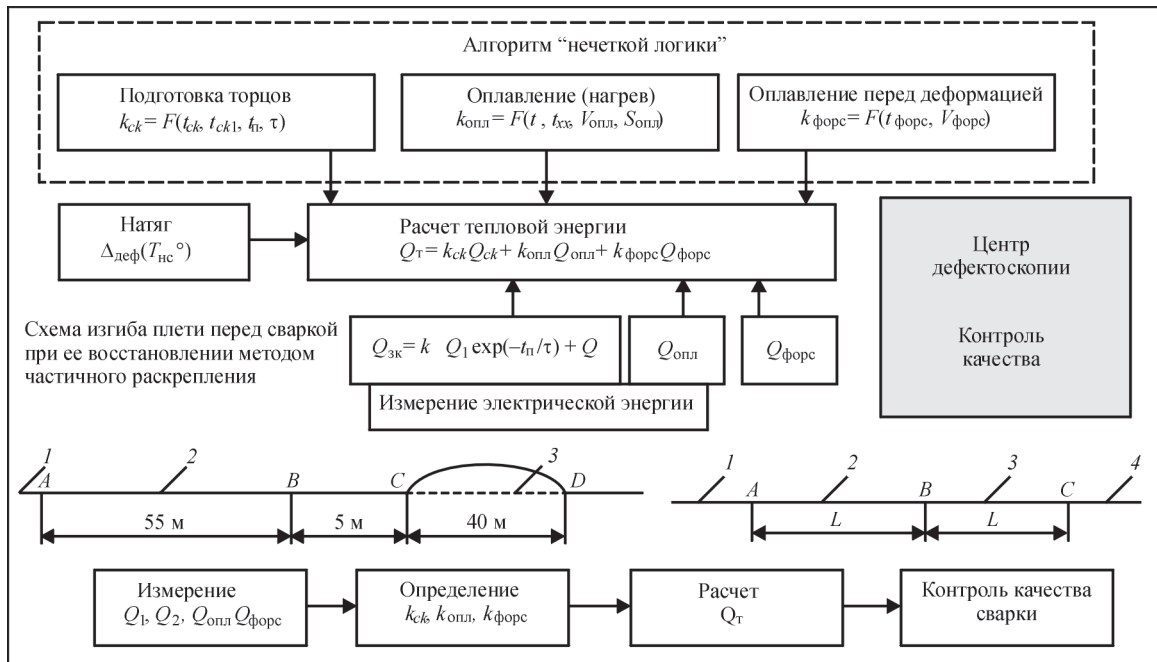 Алгоритм “нечеткой логики”
Подготовка торцов
k_ck = F(t_ck, t_ck1, t_п, τ)
Оплавление (нагрев)
k_опл = F(t , t_xx, V_опл, S_опл)
Оплавление перед деформацией
k_форс = F(t_форс, V_форс)
Натяг
Δ_деф(T_нс°)
Расчет тепловой энергии
Q_т = k_ck Q_ck + k_опл Q_опл + k_форс Q_форс
Центр
дефектоскопии
Контроль
качества
Схема изгиба плети перед сваркой
при ее восстановлении методом
частичного раскрепления
Q_зк = k Q_1 exp(–t_п/τ) + Q
Q_опл
Q_форс
Измерение электрической энергии
1 A 2 B C 3 D
55 м 5 м 40 м
1 A 2 B 3 C 4
L L
Измерение
Q_1, Q_2, Q_опл Q_форс
Определение
k_ck, k_опл, k_форс
Расчет
Q_т
Контроль качества
сварки